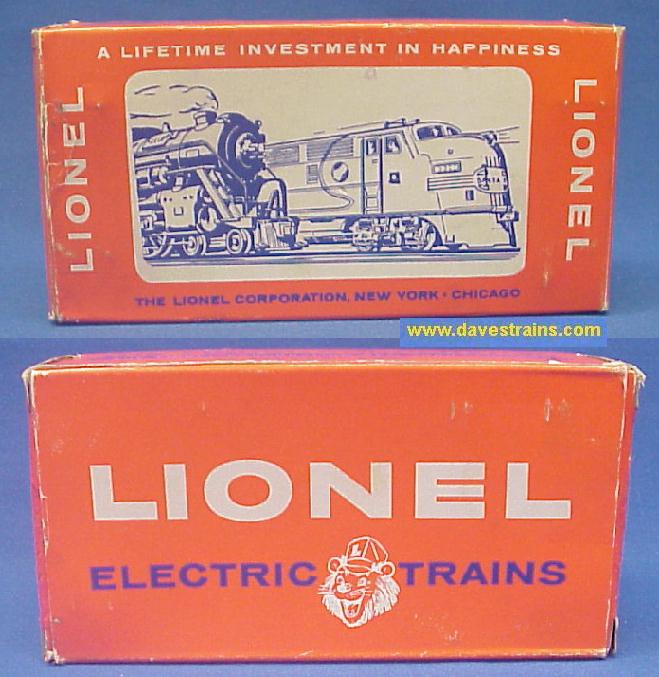 A LIFETIME INVESTMENT IN HAPPINESS
LIONEL
LIONEL
THE LIONEL CORPORATION, NEW YORK • CHICAGO
www.davestrains.com
LIONEL
ELECTRIC TRAINS
L